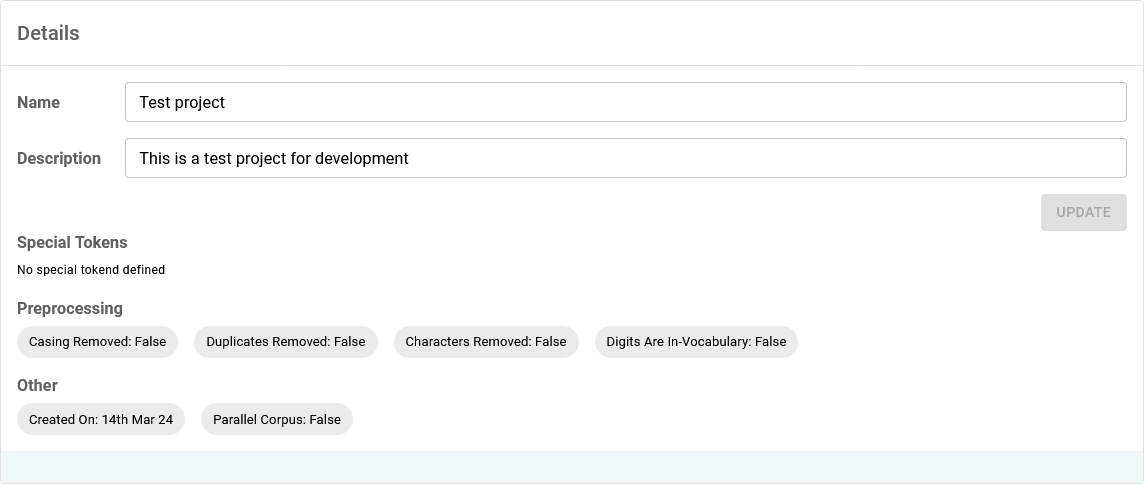 Details
Name Test project
Description This is a test project for development
UPDATE
Special Tokens
No special tokend defined
Preprocessing
Casing Removed: False Duplicates Removed: False Characters Removed: False Digits Are In-Vocabulary: False
Other
Created On: 14th Mar 24 Parallel Corpus: False